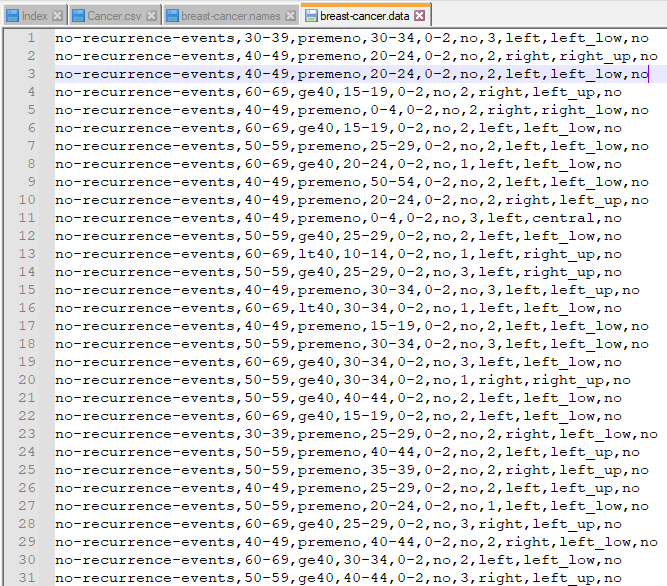 Index Cancer.csv breast-cancer.names breast-cancer.data
1 no-recurrence-events,30-39,premeno,30-34,0-2,no,3,left,left_low,no
2 no-recurrence-events,40-49,premeno,20-24,0-2,no,2,right,right_up,no
3 no-recurrence-events,40-49,premeno,20-24,0-2,no,2,left,left_low,no
4 no-recurrence-events,60-69,ge40,15-19,0-2,no,2,right,left_up,no
5 no-recurrence-events,40-49,premeno,0-4,0-2,no,2,right,right_low,no
6 no-recurrence-events,60-69,ge40,15-19,0-2,no,2,left,left_low,no
7 no-recurrence-events,50-59,premeno,25-29,0-2,no,2,left,left_low,no
8 no-recurrence-events,60-69,ge40,20-24,0-2,no,1,left,left_low,no
9 no-recurrence-events,40-49,premeno,50-54,0-2,no,2,left,left_low,no
10 no-recurrence-events,40-49,premeno,20-24,0-2,no,2,right,left_up,no
11 no-recurrence-events,40-49,premeno,0-4,0-2,no,3,left,central,no
12 no-recurrence-events,50-59,ge40,25-29,0-2,no,2,left,left_low,no
13 no-recurrence-events,60-69,lt40,10-14,0-2,no,1,left,right_up,no
14 no-recurrence-events,50-59,ge40,25-29,0-2,no,3,left,right_up,no
15 no-recurrence-events,40-49,premeno,30-34,0-2,no,3,left,left_up,no
16 no-recurrence-events,60-69,lt40,30-34,0-2,no,1,left,left_low,no
17 no-recurrence-events,40-49,premeno,15-19,0-2,no,2,left,left_low,no
18 no-recurrence-events,50-59,premeno,30-34,0-2,no,3,left,left_low,no
19 no-recurrence-events,60-69,ge40,30-34,0-2,no,3,left,left_low,no
20 no-recurrence-events,50-59,ge40,30-34,0-2,no,1,right,right_up,no
21 no-recurrence-events,50-59,ge40,40-44,0-2,no,2,left,left_low,no
22 no-recurrence-events,60-69,ge40,15-19,0-2,no,2,left,left_low,no
23 no-recurrence-events,30-39,premeno,25-29,0-2,no,2,right,left_low,no
24 no-recurrence-events,50-59,premeno,40-44,0-2,no,2,left,left_up,no
25 no-recurrence-events,50-59,premeno,35-39,0-2,no,2,right,left_up,no
26 no-recurrence-events,40-49,premeno,25-29,0-2,no,2,left,left_up,no
27 no-recurrence-events,50-59,premeno,20-24,0-2,no,1,left,left_low,no
28 no-recurrence-events,60-69,ge40,25-29,0-2,no,3,right,left_up,no
29 no-recurrence-events,40-49,premeno,40-44,0-2,no,2,right,left_low,no
30 no-recurrence-events,60-69,ge40,30-34,0-2,no,2,left,left_low,no
31 no-recurrence-events,50-59,ge40,40-44,0-2,no,3,right,left_up,no